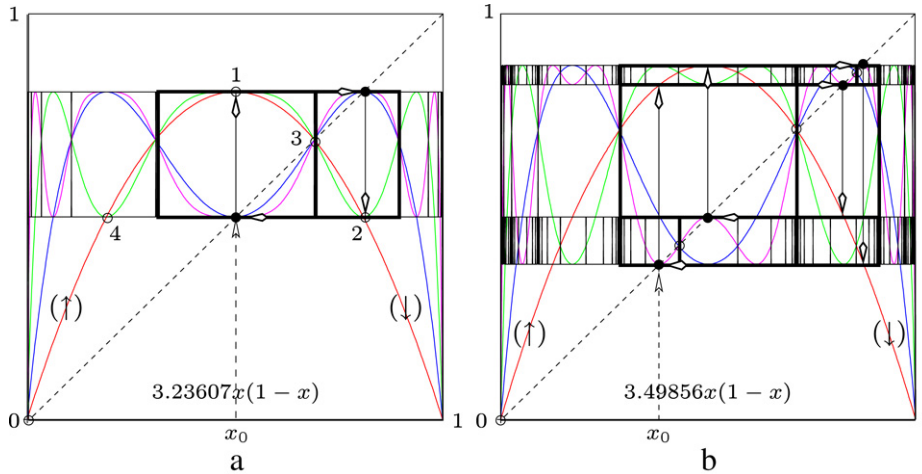 1
1
1
3
4
2
(↑)
(↓)
(↑)
(↓)
3.23607x(1 − x)
3.49856x(1 − x)
0
1
0
x₀
x₀
a
b